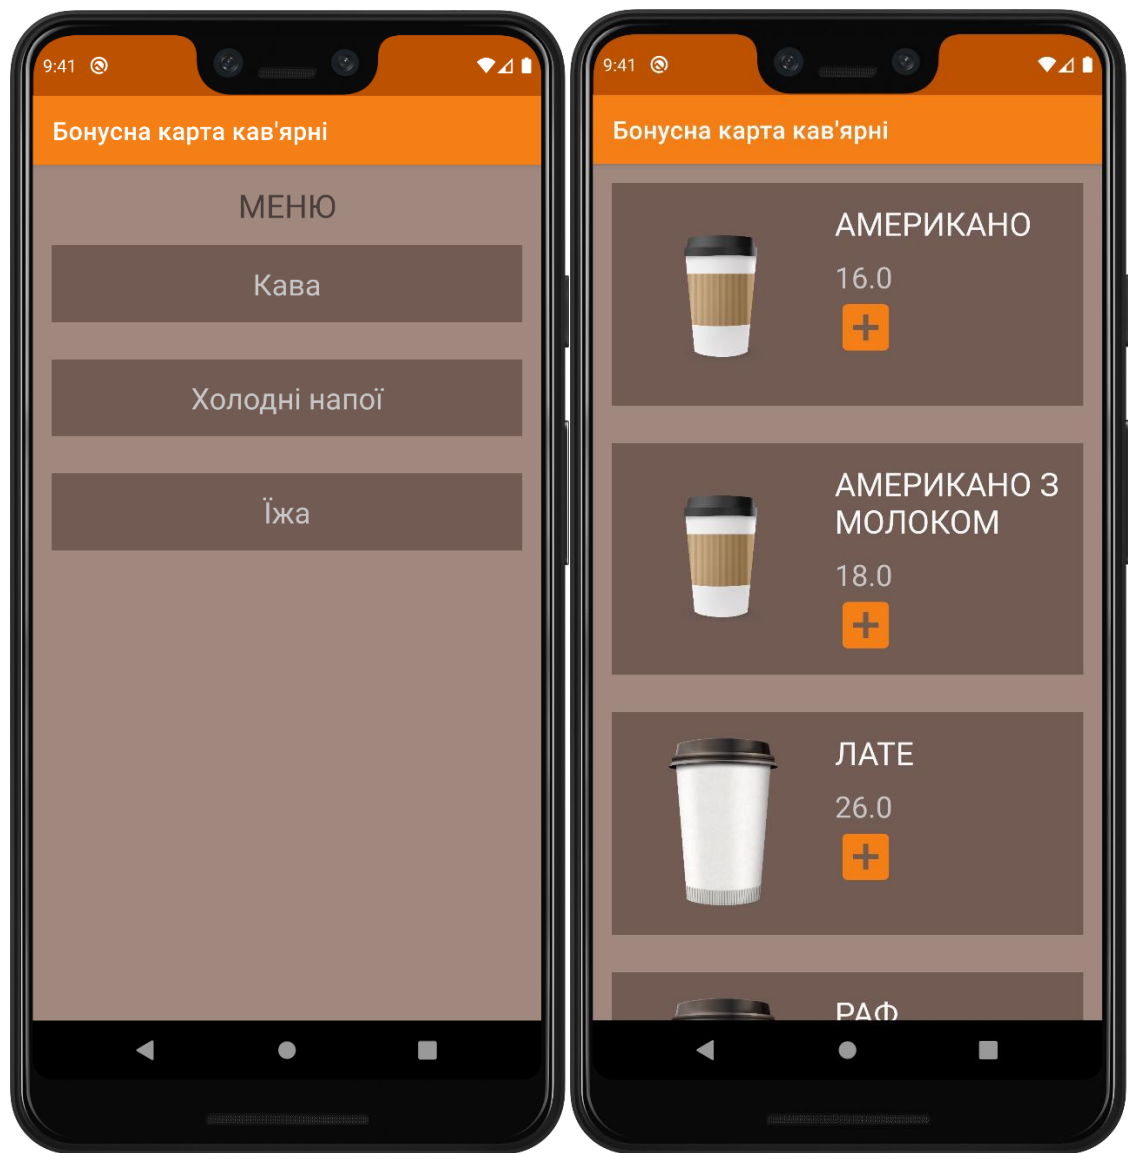 9:41
Бонусна карта кав'ярні
МЕНЮ
Кава
Холодні напої
Їжа
9:41
Бонусна карта кав'ярні
АМЕРИКАНО
16.0
АМЕРИКАНО З
МОЛОКОМ
18.0
ЛАТЕ
26.0
РАФ